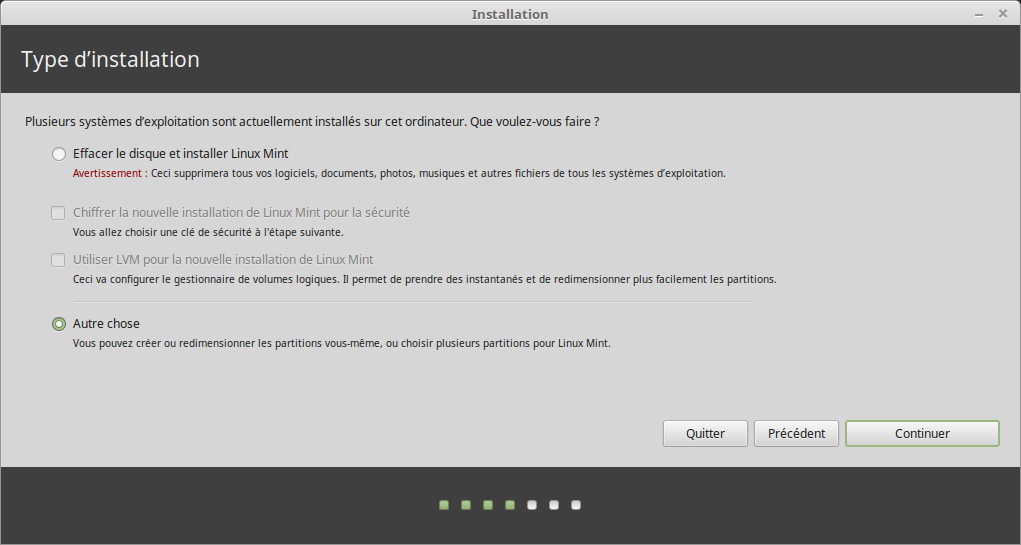 Installation
Type d’installation
Plusieurs systèmes d’exploitation sont actuellement installés sur cet ordinateur. Que voulez-vous faire ?
Effacer le disque et installer Linux Mint
Avertissement : Ceci supprimera tous vos logiciels, documents, photos, musiques et autres fichiers de tous les systèmes d’exploitation.
Chiffrer la nouvelle installation de Linux Mint pour la sécurité
Vous allez choisir une clé de sécurité à l'étape suivante.
Utiliser LVM pour la nouvelle installation de Linux Mint
Ceci va configurer le gestionnaire de volumes logiques. Il permet de prendre des instantanés et de redimensionner plus facilement les partitions.
Autre chose
Vous pouvez créer ou redimensionner les partitions vous-même, ou choisir plusieurs partitions pour Linux Mint.
Quitter
Précédent
Continuer